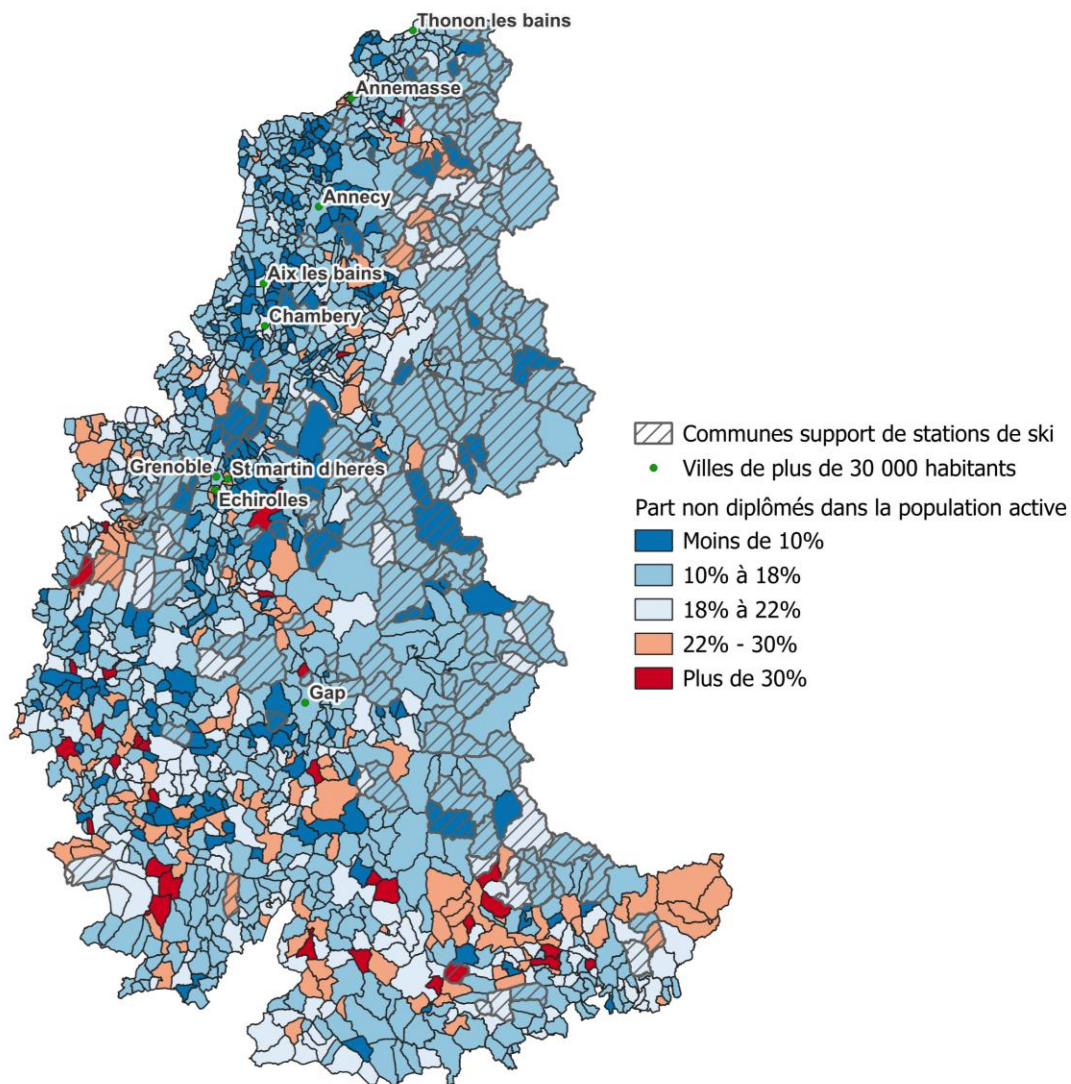 Thonon les bains
Annemasse
Annecy
Aix les bains
Chambery
Grenoble
St martin d heres
Echirolles
Gap
Communes support de stations de ski
Villes de plus de 30 000 habitants
Part non diplômés dans la population active
Moins de 10%
10% à 18%
18% à 22%
22% - 30%
Plus de 30%